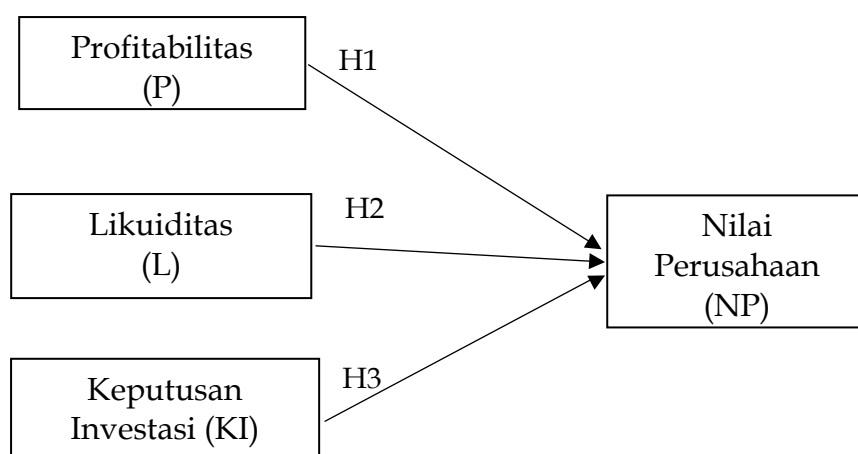 Profitabilitas
(P)
H1
Likuiditas
(L)
H2
Nilai
Perusahaan
(NP)
Keputusan
Investasi (KI)
H3